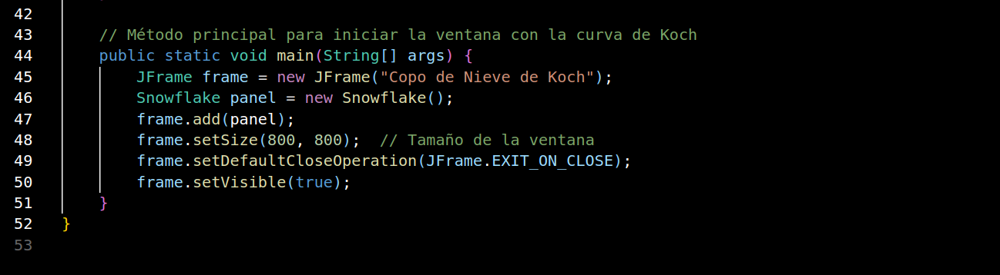 42
43 // Método principal para iniciar la ventana con la curva de Koch
44 public static void main(String[] args) {
45 JFrame frame = new JFrame("Copo de Nieve de Koch");
46 Snowflake panel = new Snowflake();
47 frame.add(panel);
48 frame.setSize(800, 800);  // Tamaño de la ventana
49 frame.setDefaultCloseOperation(JFrame.EXIT_ON_CLOSE);
50 frame.setVisible(true);
51 }
52 }
53